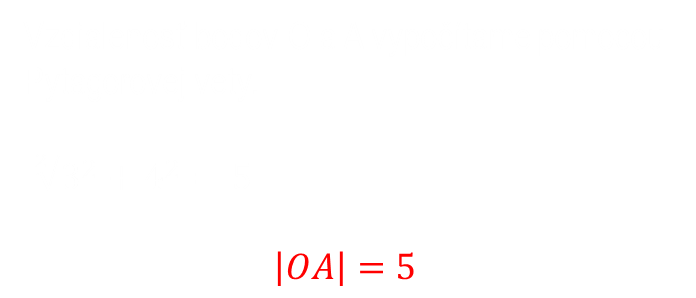 |OA| = 5